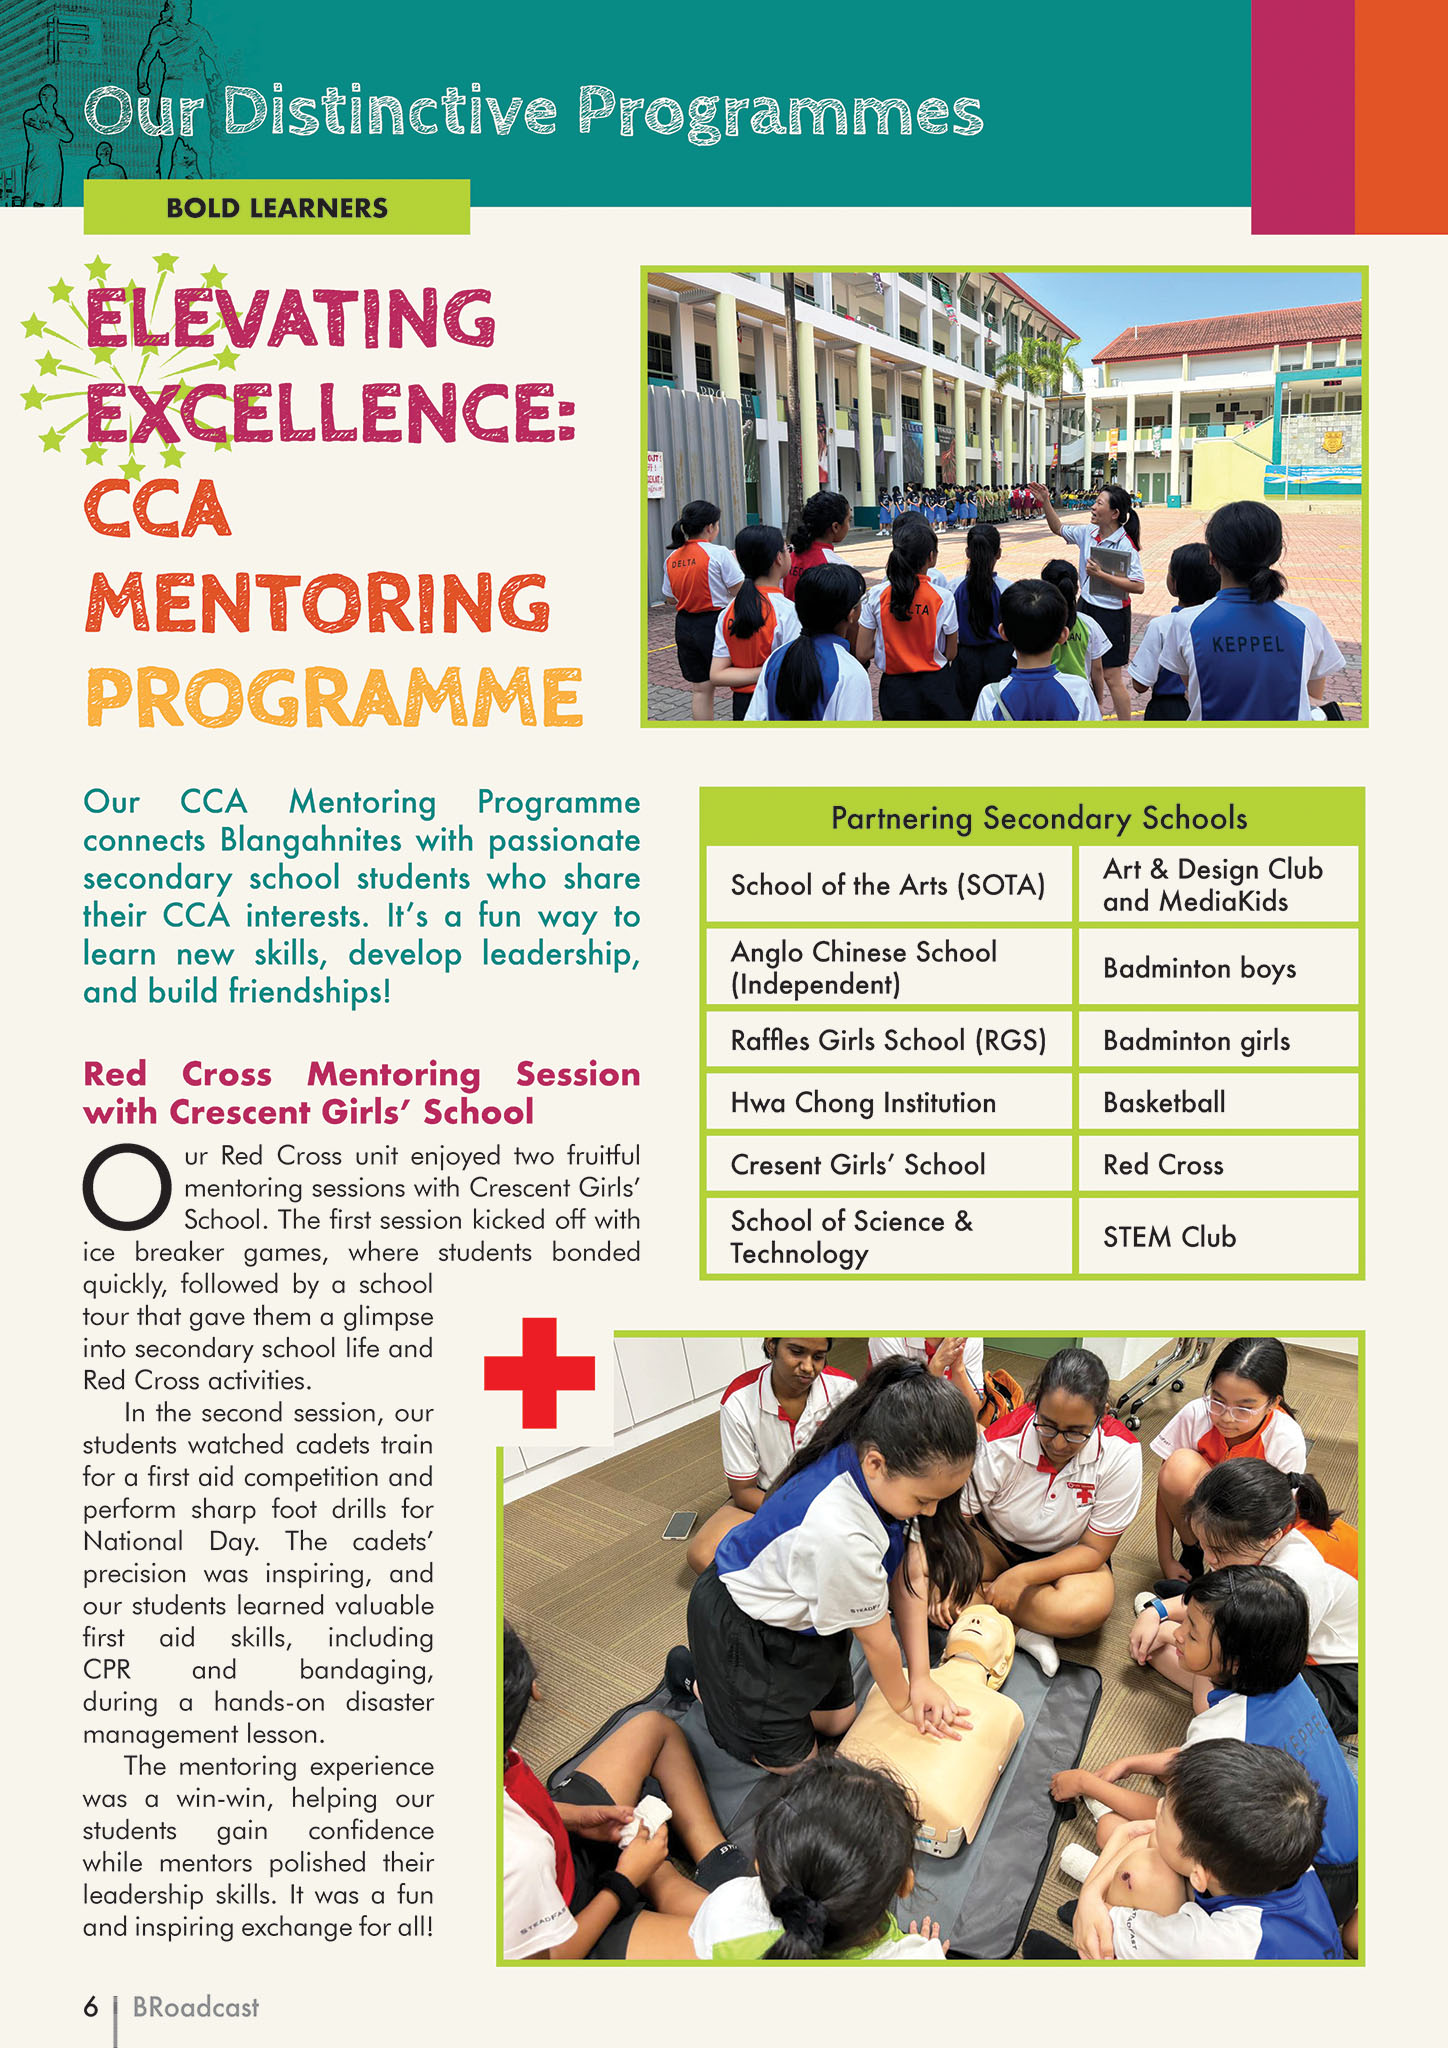 Our Distinctive Programmes
BOLD LEARNERS
ELEVATING
EXCELLENCE:
CCA
MENTORING
PROGRAMME
DELTA
KEPPEL
Our CCA Mentoring Programme
connects Blangahnites with passionate
secondary school students who share
their CCA interests. It's a fun way to
learn new skills, develop leadership,
and build friendships!
Red Cross Mentoring Session
with Crescent Girls' School
Our Red Cross unit enjoyed two fruitful
mentoring sessions with Crescent Girls'
School. The first session kicked off with
ice breaker games, where students bonded
quickly, followed by a school
tour that gave them a glimpse
into secondary school life and
Red Cross activities.
In the second session, our
students watched cadets train
for a first aid competition and
perform sharp foot drills for
National Day. The cadets'
precision was inspiring, and
our students learned valuable
first aid skills, including
CPR and bandaging,
during a hands-on disaster
management lesson.
The mentoring experience
was a win-win, helping our
students gain confidence
while mentors polished their
leadership skills. It was a fun
and inspiring exchange for all!
Partnering Secondary Schools
School of the Arts (SOTA)
Art & Design Club
and MediaKids
Anglo Chinese School
(Independent)
Badminton boys
Raffles Girls School (RGS)
Badminton girls
Hwa Chong Institution
Basketball
Cresent Girls' School
Red Cross
School of Science &
Technology
STEM Club
STEADFAST
KEPPEL
STEADFAST
6
BRoadcast